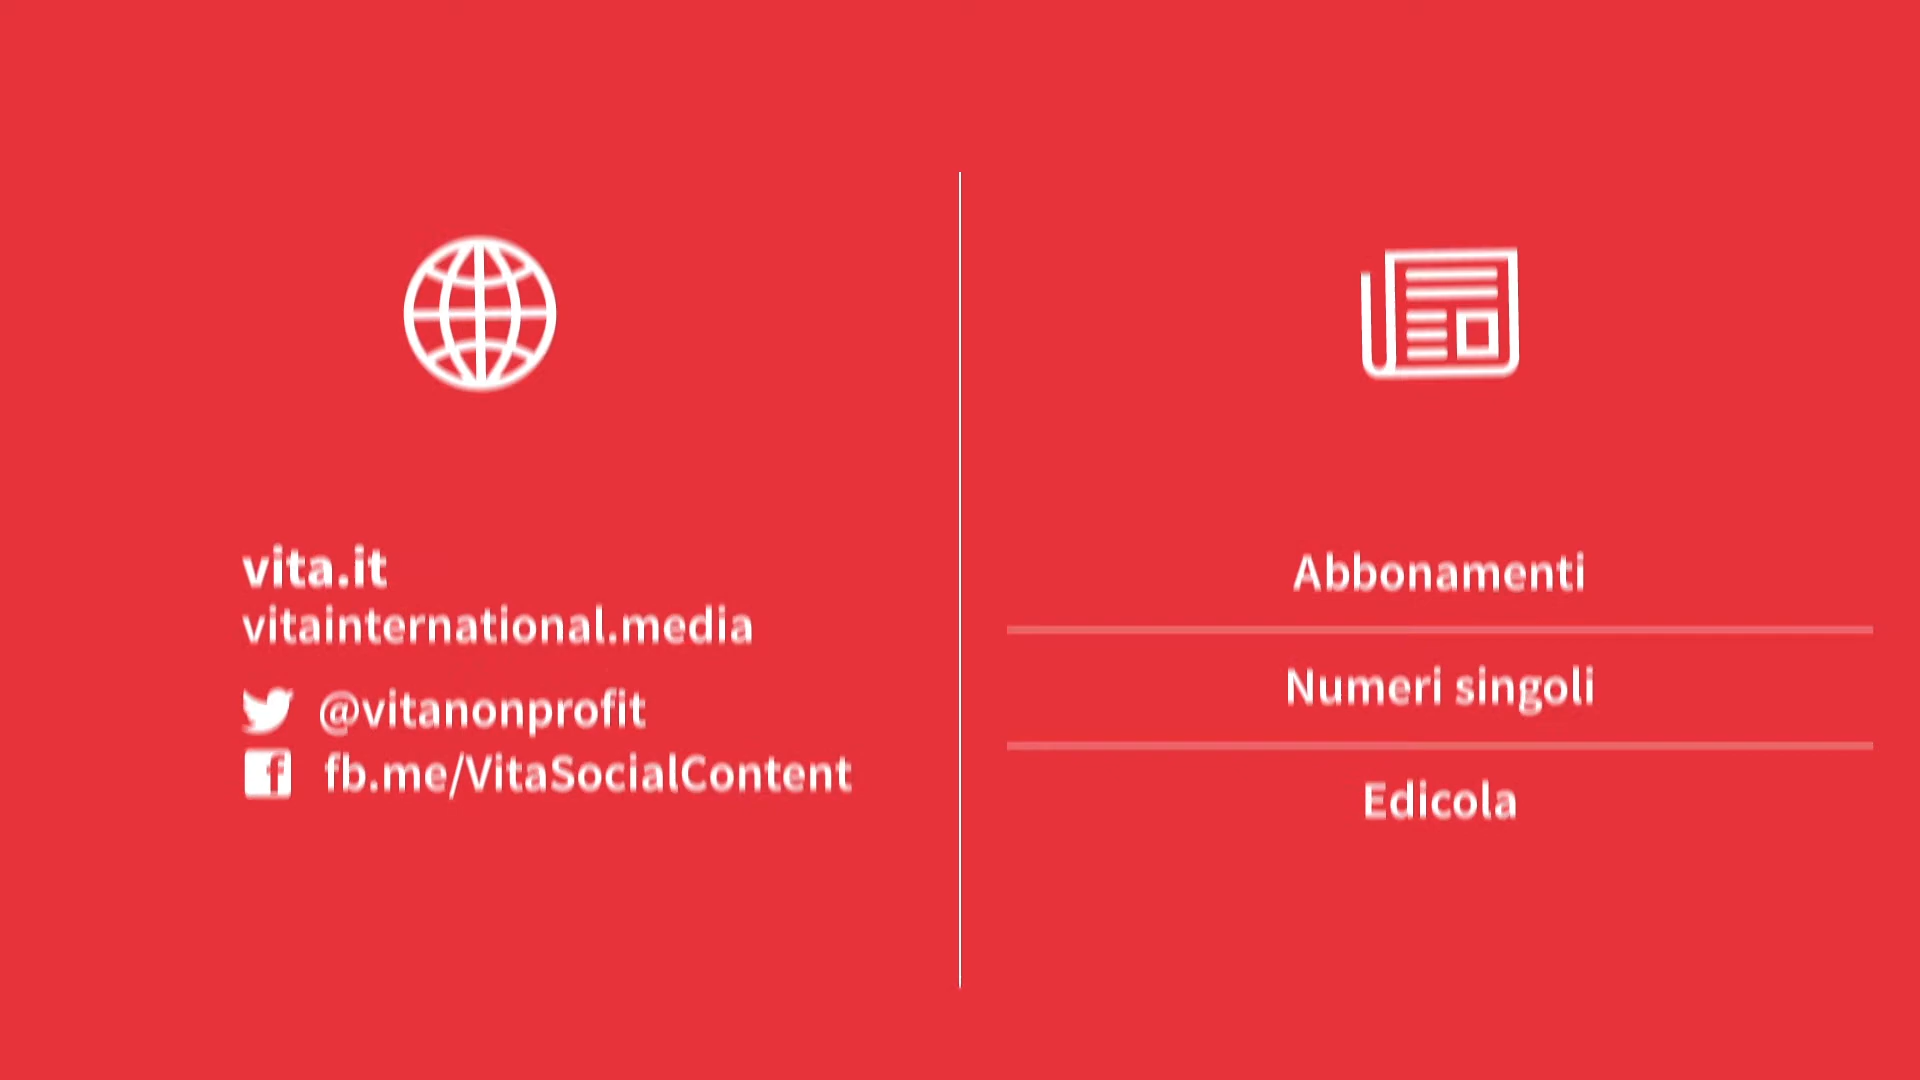 vita.it
vitainternational.media
@vitanonprofit
fb.me/VitaSocialContent
Abbonamenti
Numeri singoli
Edicola